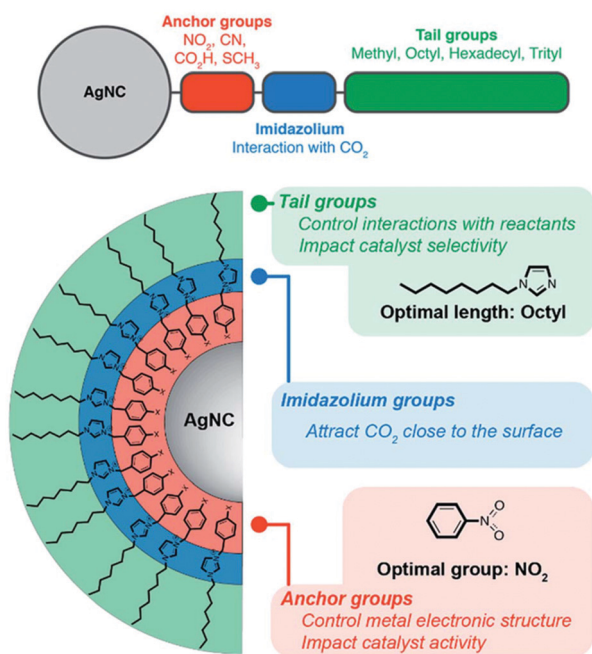 Anchor groups
NO₂, CN,
CO₂H, SCH₃
Tail groups
Methyl, Octyl, Hexadecyl, Trityl
AgNC
Imidazolium
Interaction with CO₂
Tail groups
Control interactions with reactants
Impact catalyst selectivity
N
N
Optimal length: Octyl
Imidazolium groups
Attract CO₂ close to the surface
AgNC
O
N
O
Optimal group: NO₂
Anchor groups
Control metal electronic structure
Impact catalyst activity